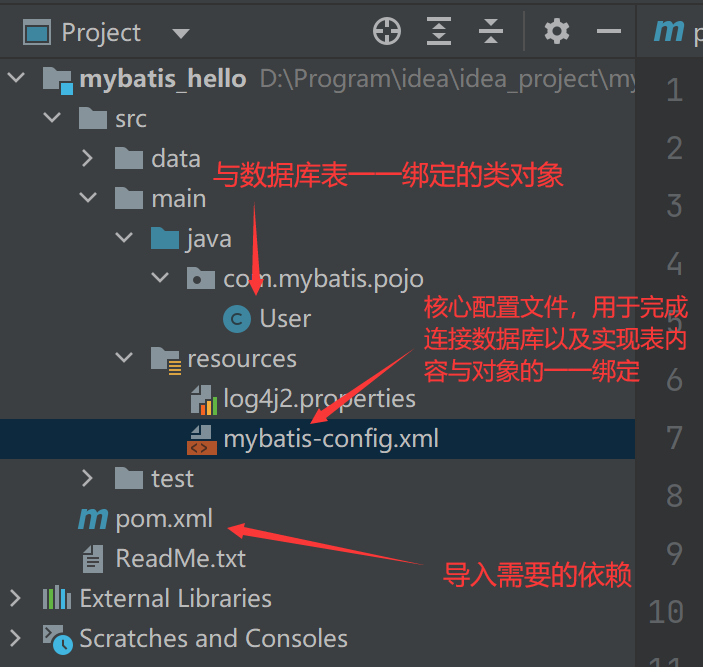 Project
m p
mybatis_hello D:\Program\idea\idea_project\my
1
src
2
data
与数据库表一一绑定的类对象
main
3
java
4
com.mybatis.pojo
核心配置文件，用于完成
连接数据库以及实现表内
容与对象的一一绑定
C User
5
resources
6
log4j2.properties
mybatis-config.xml
7
test
8
m pom.xml
9
导入需要的依赖
ReadMe.txt
External Libraries
10
Scratches and Consoles
11